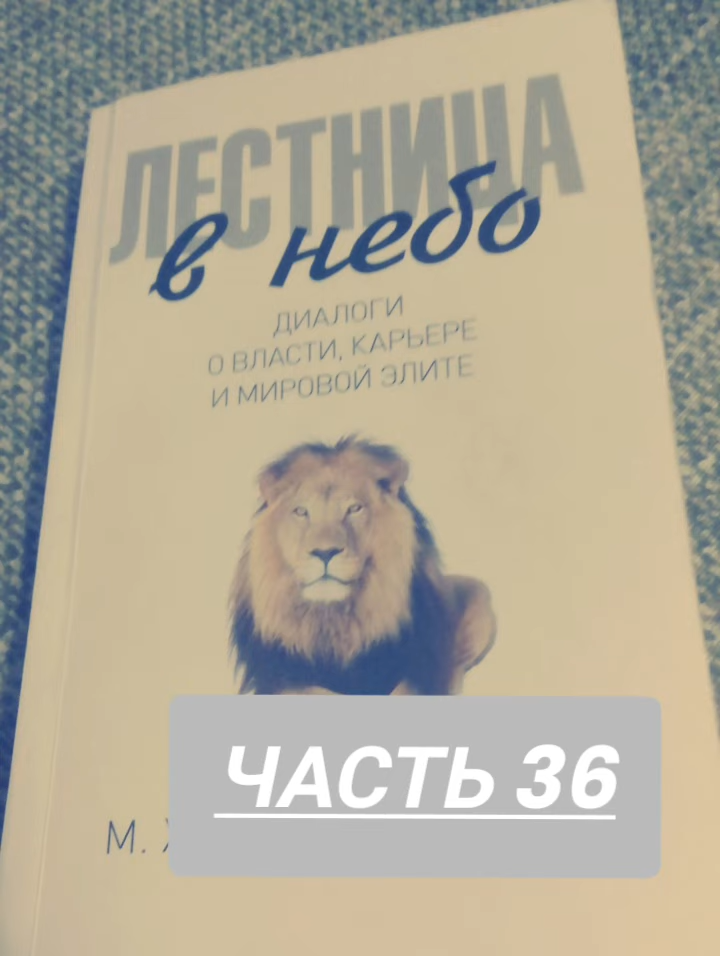 ЛЕСТНИЦА
в небо
ДИАЛОГИ
О ВЛАСТИ, КАРЬЕРЕ
И МИРОВОЙ ЭЛИТЕ
ЧАСТЬ 36
М.